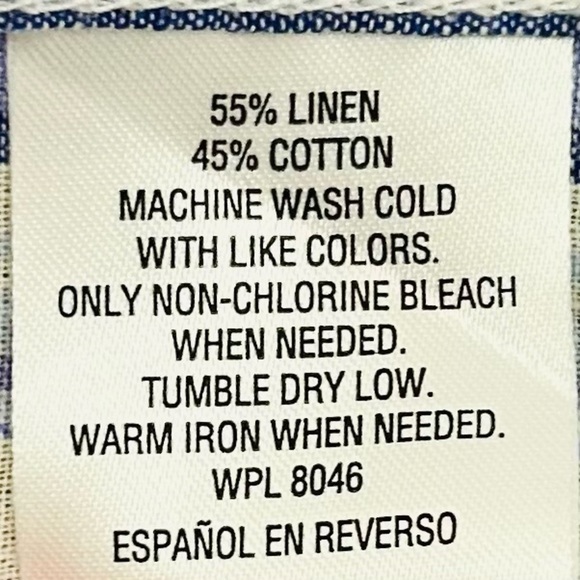 55% LINEN
45% COTTON
MACHINE WASH COLD
WITH LIKE COLORS.
ONLY NON-CHLORINE BLEACH
WHEN NEEDED.
TUMBLE DRY LOW.
WARM IRON WHEN NEEDED.
WPL 8046
ESPAÑOL EN REVERSO